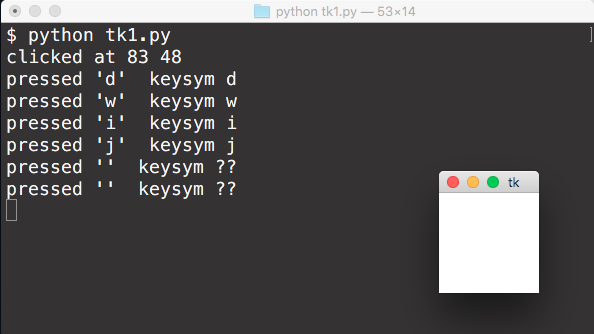 python tk1.py — 53×14
$ python tk1.py
clicked at 83 48
pressed 'd'  keysym d
pressed 'w'  keysym w
pressed 'i'  keysym i
pressed 'j'  keysym j
pressed ''  keysym ??
pressed ''  keysym ??
tk